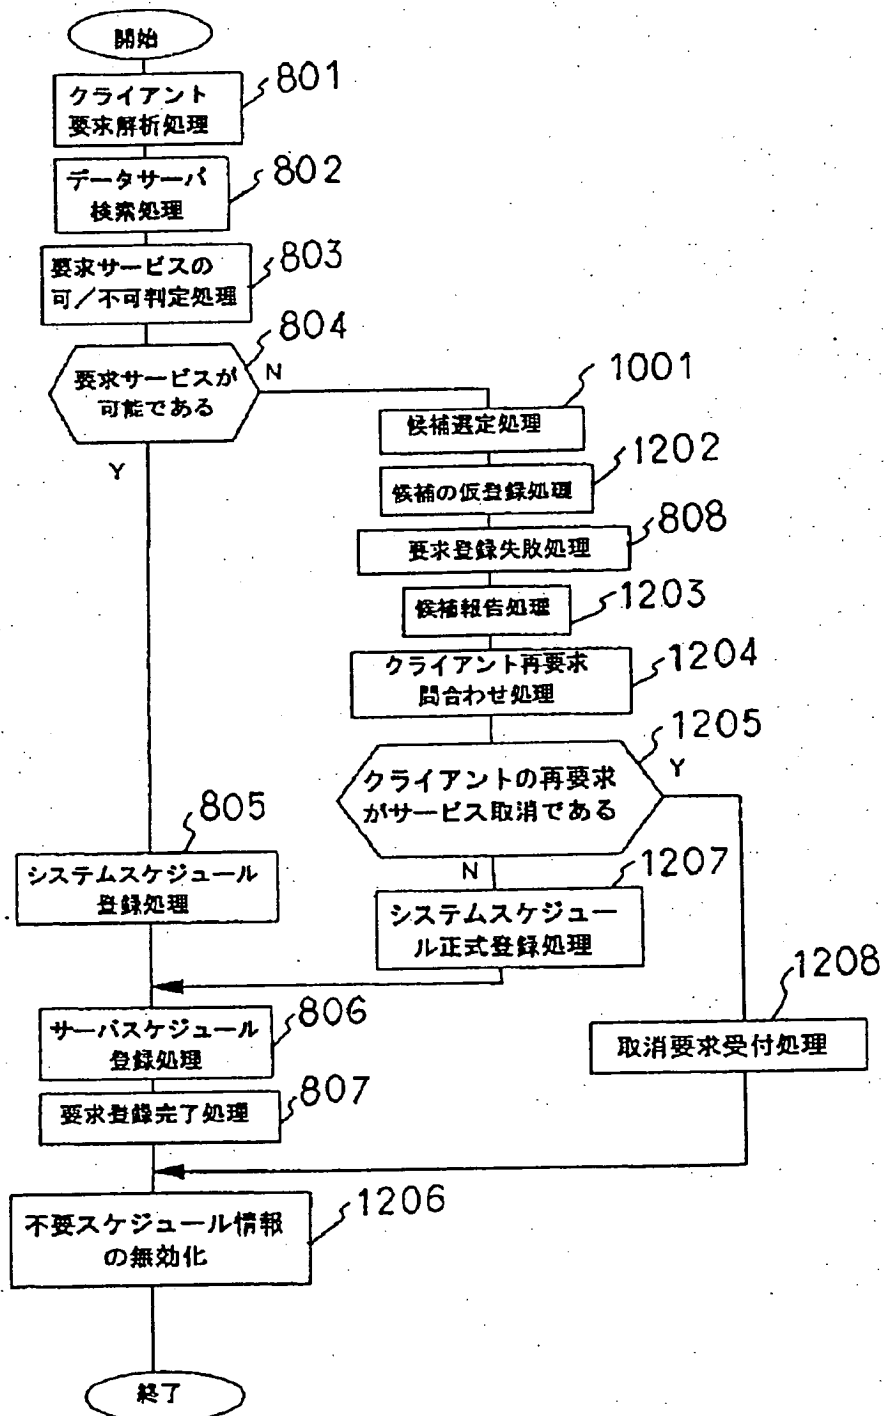 開始
801
クライアント
要求解析処理
802
データサーバ
検索処理
803
要求サービスの
可/不可判定処理
804
要求サービスが
可能である
N
Y
1001
候補選定処理
1202
候補の仮登録処理
808
要求登録失敗処理
1203
候補報告処理
1204
クライアント再要求
問合わせ処理
1205
クライアントの再要求
がサービス取消である
Y
N
805
システムスケジュール
登録処理
1207
システムスケジュー
ル正式登録処理
1208
取消要求受付処理
806
サーバスケジュール
登録処理
807
要求登録完了処理
1206
不要スケジュール情報
の無効化
終了